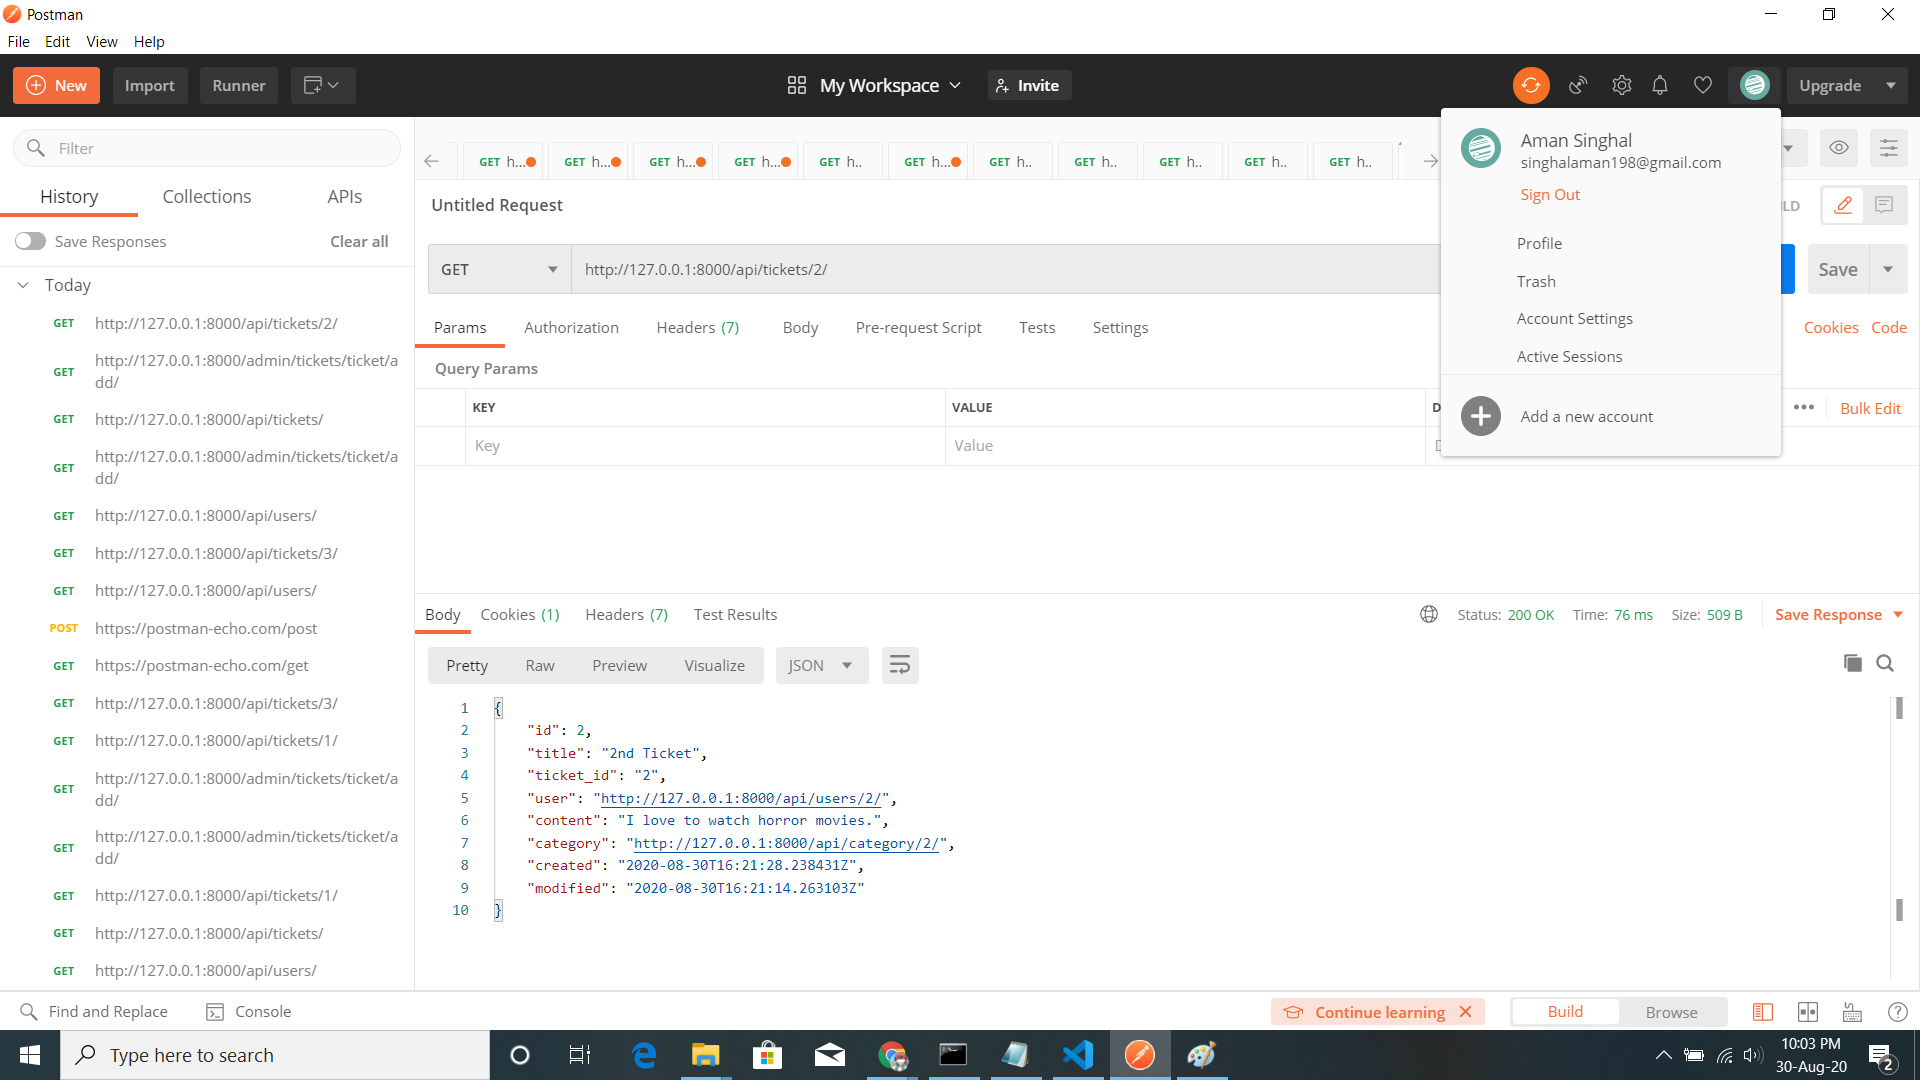 Postman
File Edit View Help
New Import Runner My Workspace Invite Upgrade
Filter
History Collections APIs
Save Responses Clear all
Today
GET http://127.0.0.1:8000/api/tickets/2/
GET http://127.0.0.1:8000/admin/tickets/ticket/a
dd/
GET http://127.0.0.1:8000/api/tickets/
GET http://127.0.0.1:8000/admin/tickets/ticket/a
dd/
GET http://127.0.0.1:8000/api/users/
GET http://127.0.0.1:8000/api/tickets/3/
GET http://127.0.0.1:8000/api/users/
POST https://postman-echo.com/post
GET https://postman-echo.com/get
GET http://127.0.0.1:8000/api/tickets/3/
GET http://127.0.0.1:8000/api/tickets/1/
GET http://127.0.0.1:8000/admin/tickets/ticket/a
dd/
GET http://127.0.0.1:8000/admin/tickets/ticket/a
dd/
GET http://127.0.0.1:8000/api/tickets/1/
GET http://127.0.0.1:8000/api/tickets/
GET http://127.0.0.1:8000/api/users/
GET h... GET h... GET h... GET h... GET h.. GET h... GET h.. GET h.. GET h.. GET h.. GET h..
Untitled Request LD
GET http://127.0.0.1:8000/api/tickets/2/ Save
Params Authorization Headers (7) Body Pre-request Script Tests Settings Cookies Code
Query Params
KEY VALUE D ••• Bulk Edit
Key Value D
Aman Singhal
singhalaman198@gmail.com
Sign Out
Profile
Trash
Account Settings
Active Sessions
Add a new account
Body Cookies (1) Headers (7) Test Results Status: 200 OK Time: 76 ms Size: 509 B Save Response
Pretty Raw Preview Visualize JSON
1 {
2 "id": 2,
3 "title": "2nd Ticket",
4 "ticket_id": "2",
5 "user": "http://127.0.0.1:8000/api/users/2/",
6 "content": "I love to watch horror movies.",
7 "category": "http://127.0.0.1:8000/api/category/2/",
8 "created": "2020-08-30T16:21:28.238431Z",
9 "modified": "2020-08-30T16:21:14.263103Z"
10 }
Find and Replace Console Continue learning Build Browse
Type here to search
10:03 PM
30-Aug-20
2